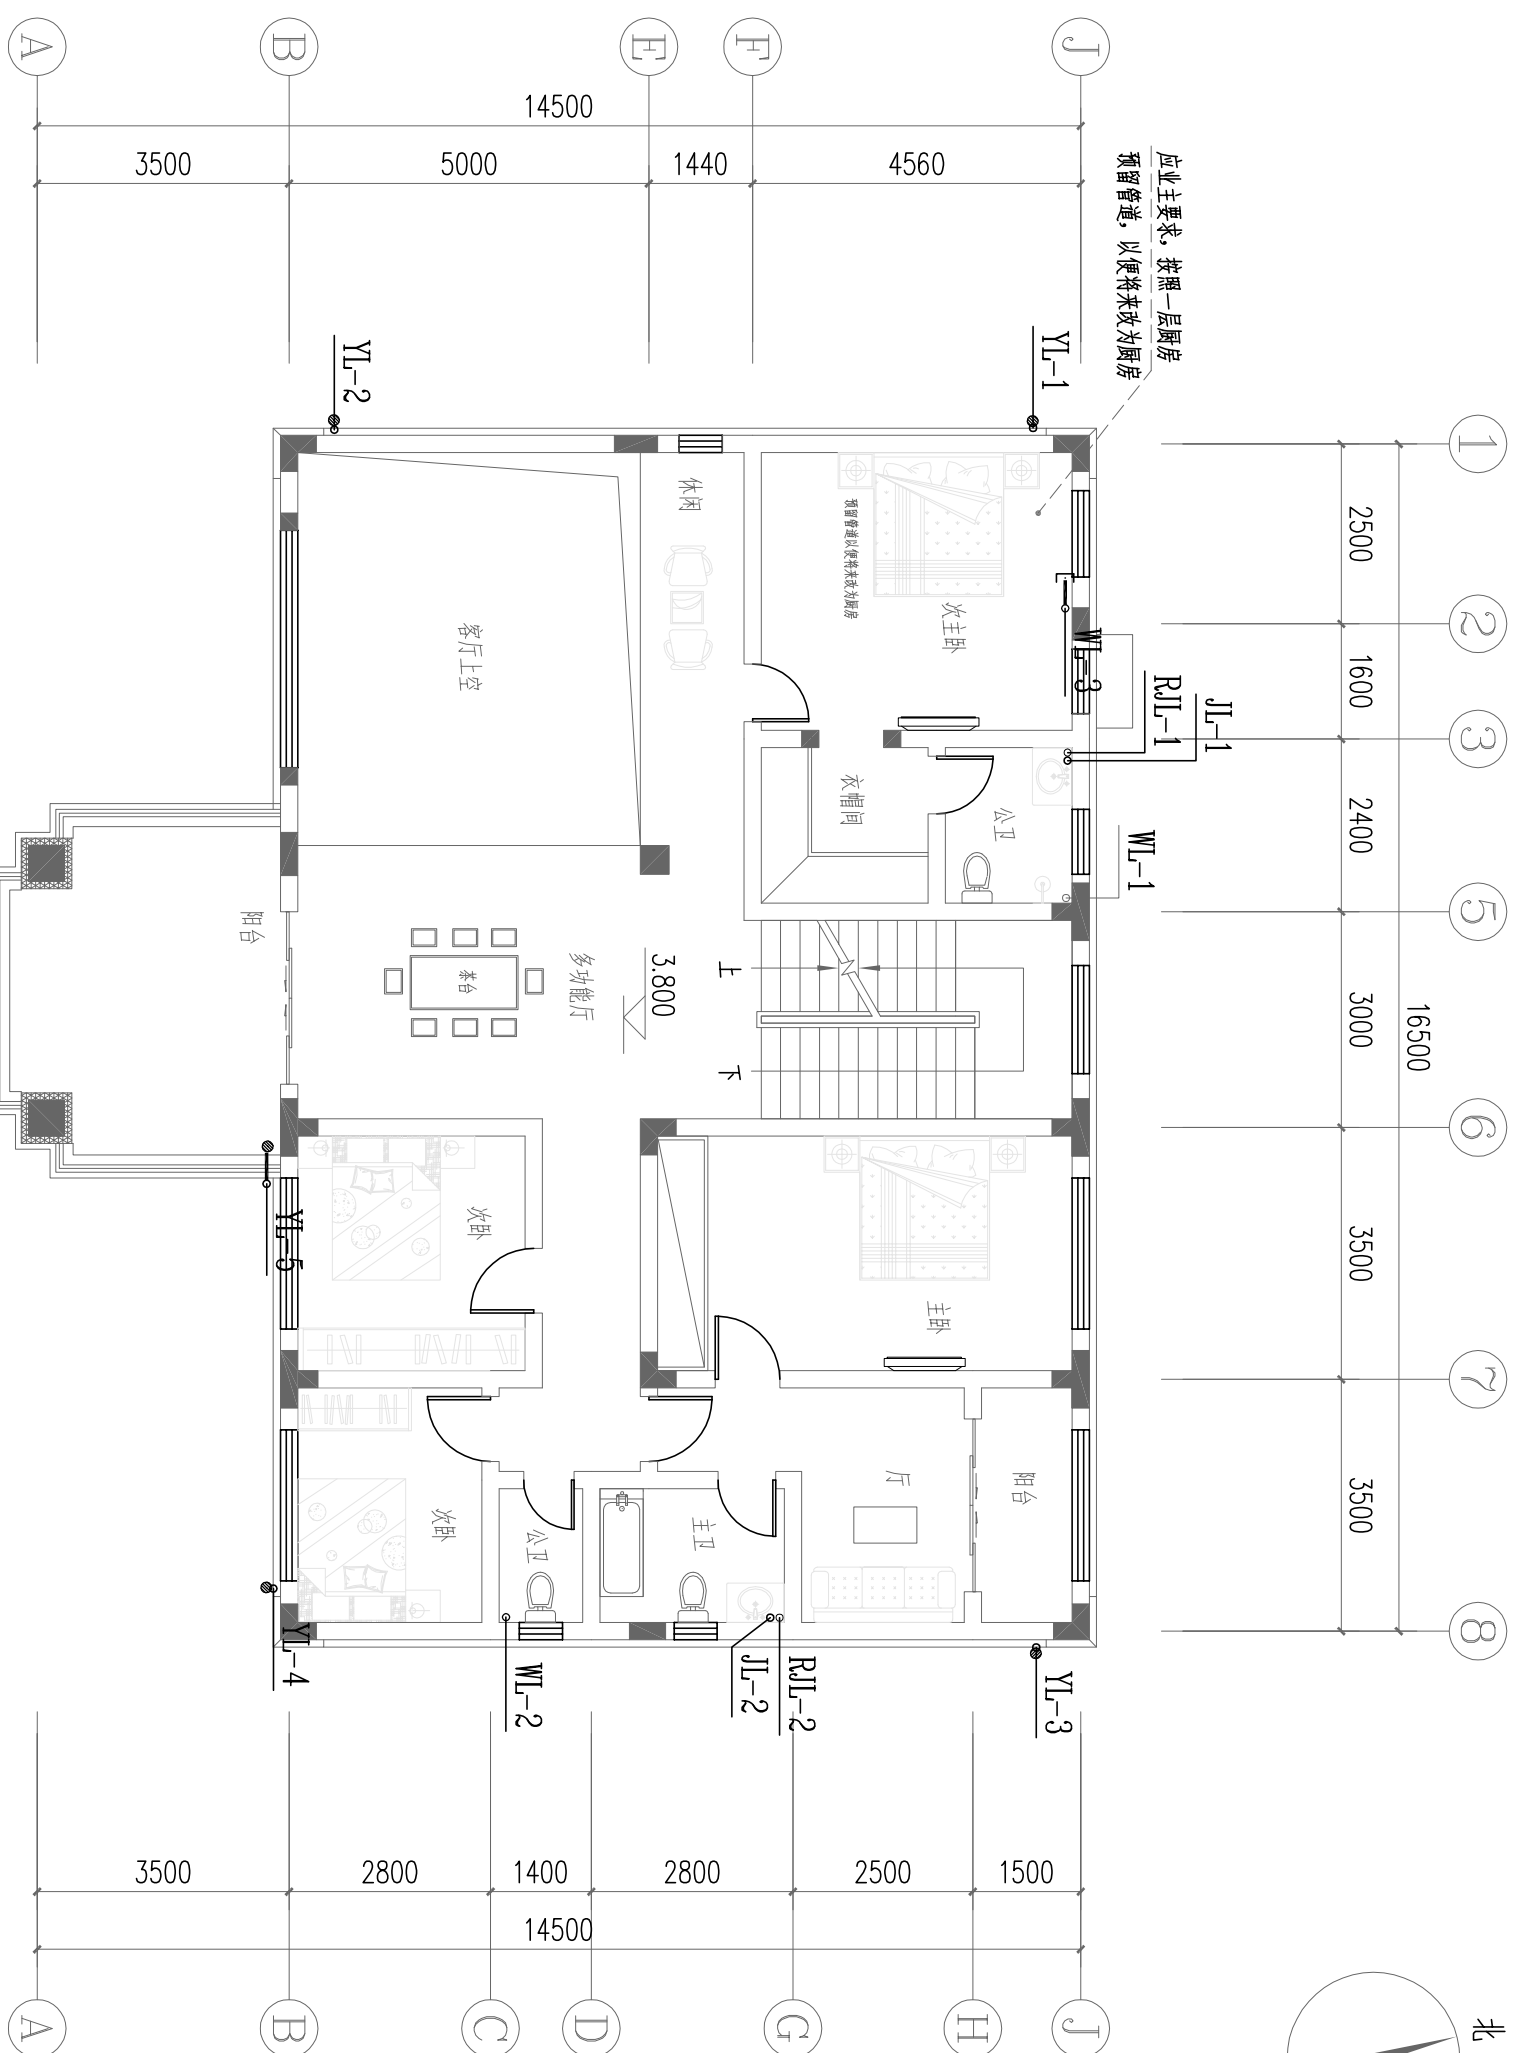 A
B
E
F
J
14500
3500
5000
1440
4560
应业主要求，按照一层厨房
预留管道，以便将来改为厨房
YL-2
YL-1
1
2500
2
1600
3
2400
5
3000
16500
6
3500
7
3500
8
休闲
预留管道以便将来改为厨房
次主卧
WL-3
RJL-1
JL-1
客厅上空
衣帽间
公卫
WL-1
阳台
茶台
多功能厅
3.800
上
下
YL-5
次卧
主卧
次卧
公卫
主卫
厅
阳台
YL-4
WL-2
JL-2
RJL-2
YL-3
3500
2800
1400
2800
2500
1500
14500
A
B
C
D
G
H
J
北